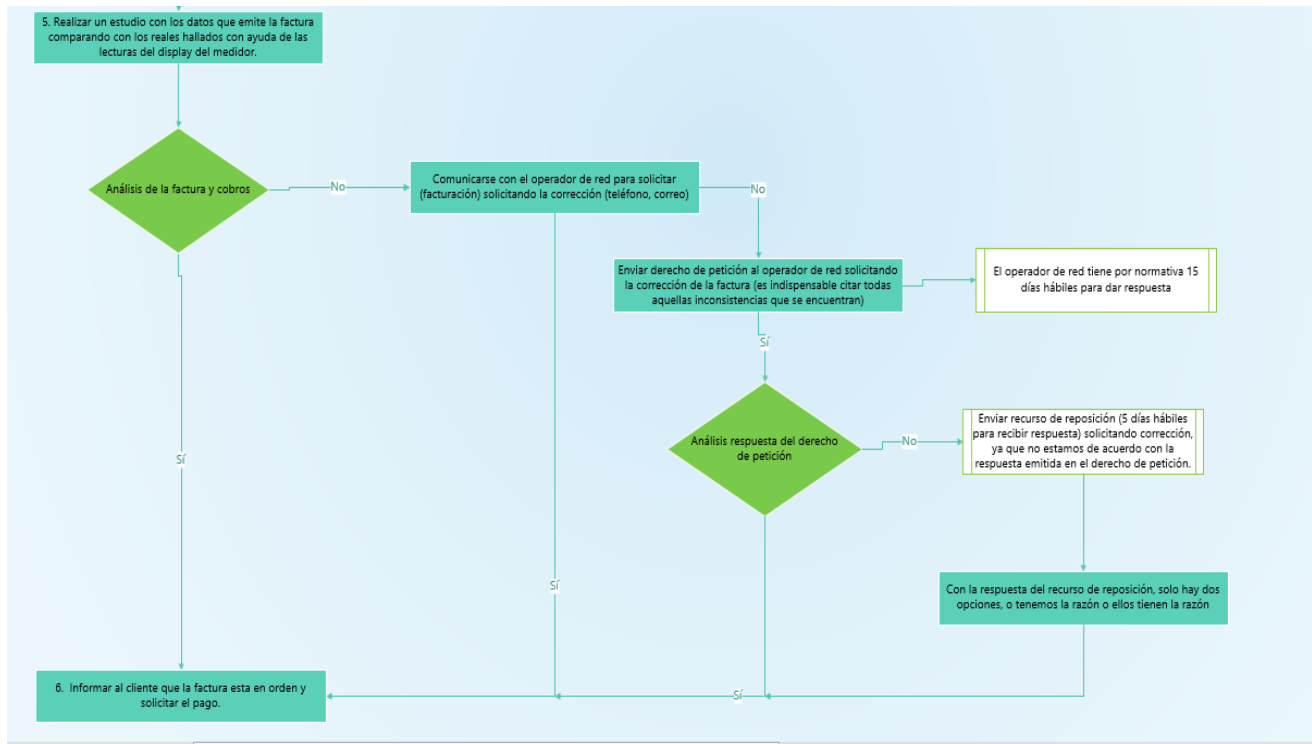 5. Realizar un estudio con los datos que emite la factura
comparando con los reales hallados con ayuda de las
lecturas del display del medidor.
Análisis de la factura y cobros
No
Comunicarse con el operador de red para solicitar
(facturación) solicitando la corrección (teléfono, correo)
No
Enviar derecho de petición al operador de red solicitando
la corrección de la factura (es indispensable citar todas
aquellas inconsistencias que se encuentran)
El operador de red tiene por normativa 15
días hábiles para dar respuesta
Sí
Análisis respuesta del derecho
de petición
No
Enviar recurso de reposición (5 días hábiles
para recibir respuesta) solicitando corrección,
ya que no estamos de acuerdo con la
respuesta emitida en el derecho de petición.
Sí
Sí
Con la respuesta del recurso de reposición, solo hay dos
opciones, o tenemos la razón o ellos tienen la razón
6. Informar al cliente que la factura esta en orden y
solicitar el pago.
Sí